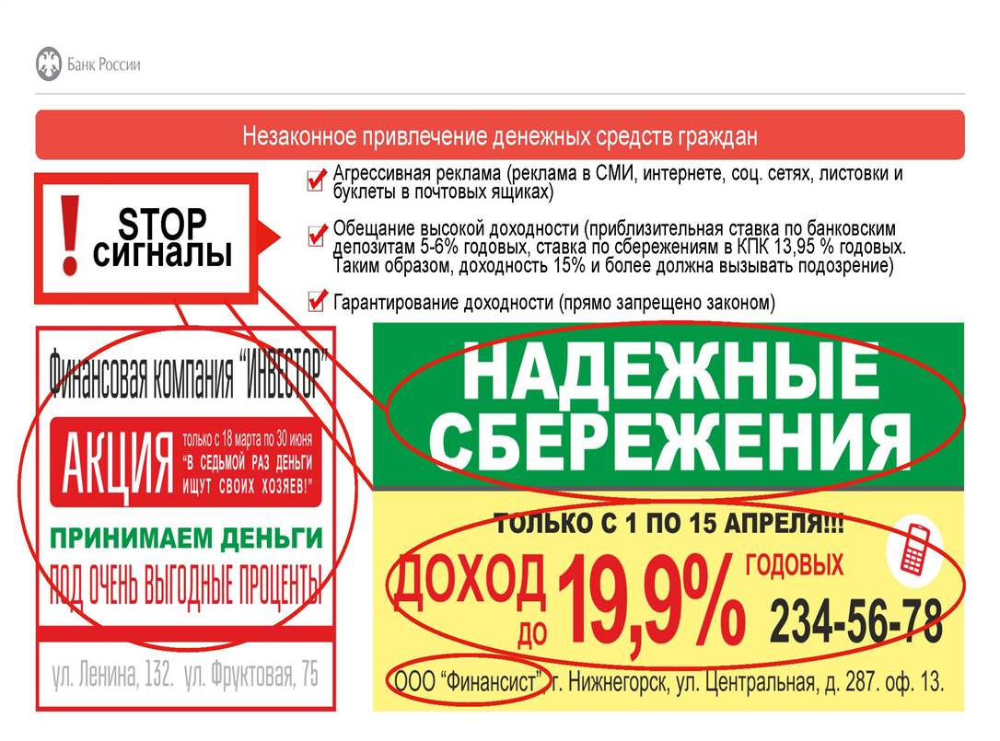 Банк России
Незаконное привлечение денежных средств граждан
! STOP
сигналы
Агрессивная реклама (реклама в СМИ, интернете, соц. сетях, листовки и
буклеты в почтовых ящиках)
Обещание высокой доходности (приблизительная ставка по банковским
депозитам 5-6% годовых, ставка по сбережениям в КПК 13,95 % годовых.
Таким образом, доходность 15% и более должна вызывать подозрение)
Гарантирование доходности (прямо запрещено законом)
Финансовая компания "ИНВЕСТОР"
АКЦИЯ
только с 18 марта по 30 июня
"В СЕДЬМОЙ РАЗ ДЕНЬГИ
ИЩУТ СВОИХ ХОЗЯЕВ!"
ПРИНИМАЕМ ДЕНЬГИ
ПОД ОЧЕНЬ ВЫГОДНЫЕ ПРОЦЕНТЫ
ул. Ленина, 132. ул. Фруктовая, 75
НАДЕЖНЫЕ
СБЕРЕЖЕНИЯ
ТОЛЬКО С 1 ПО 15 АПРЕЛЯ!!!
ДОХОД
ДО
19,9%
ГОДОВЫХ
234-56-78
ООО "Финансист", г. Нижнегорск, ул. Центральная, д. 287. оф. 13.